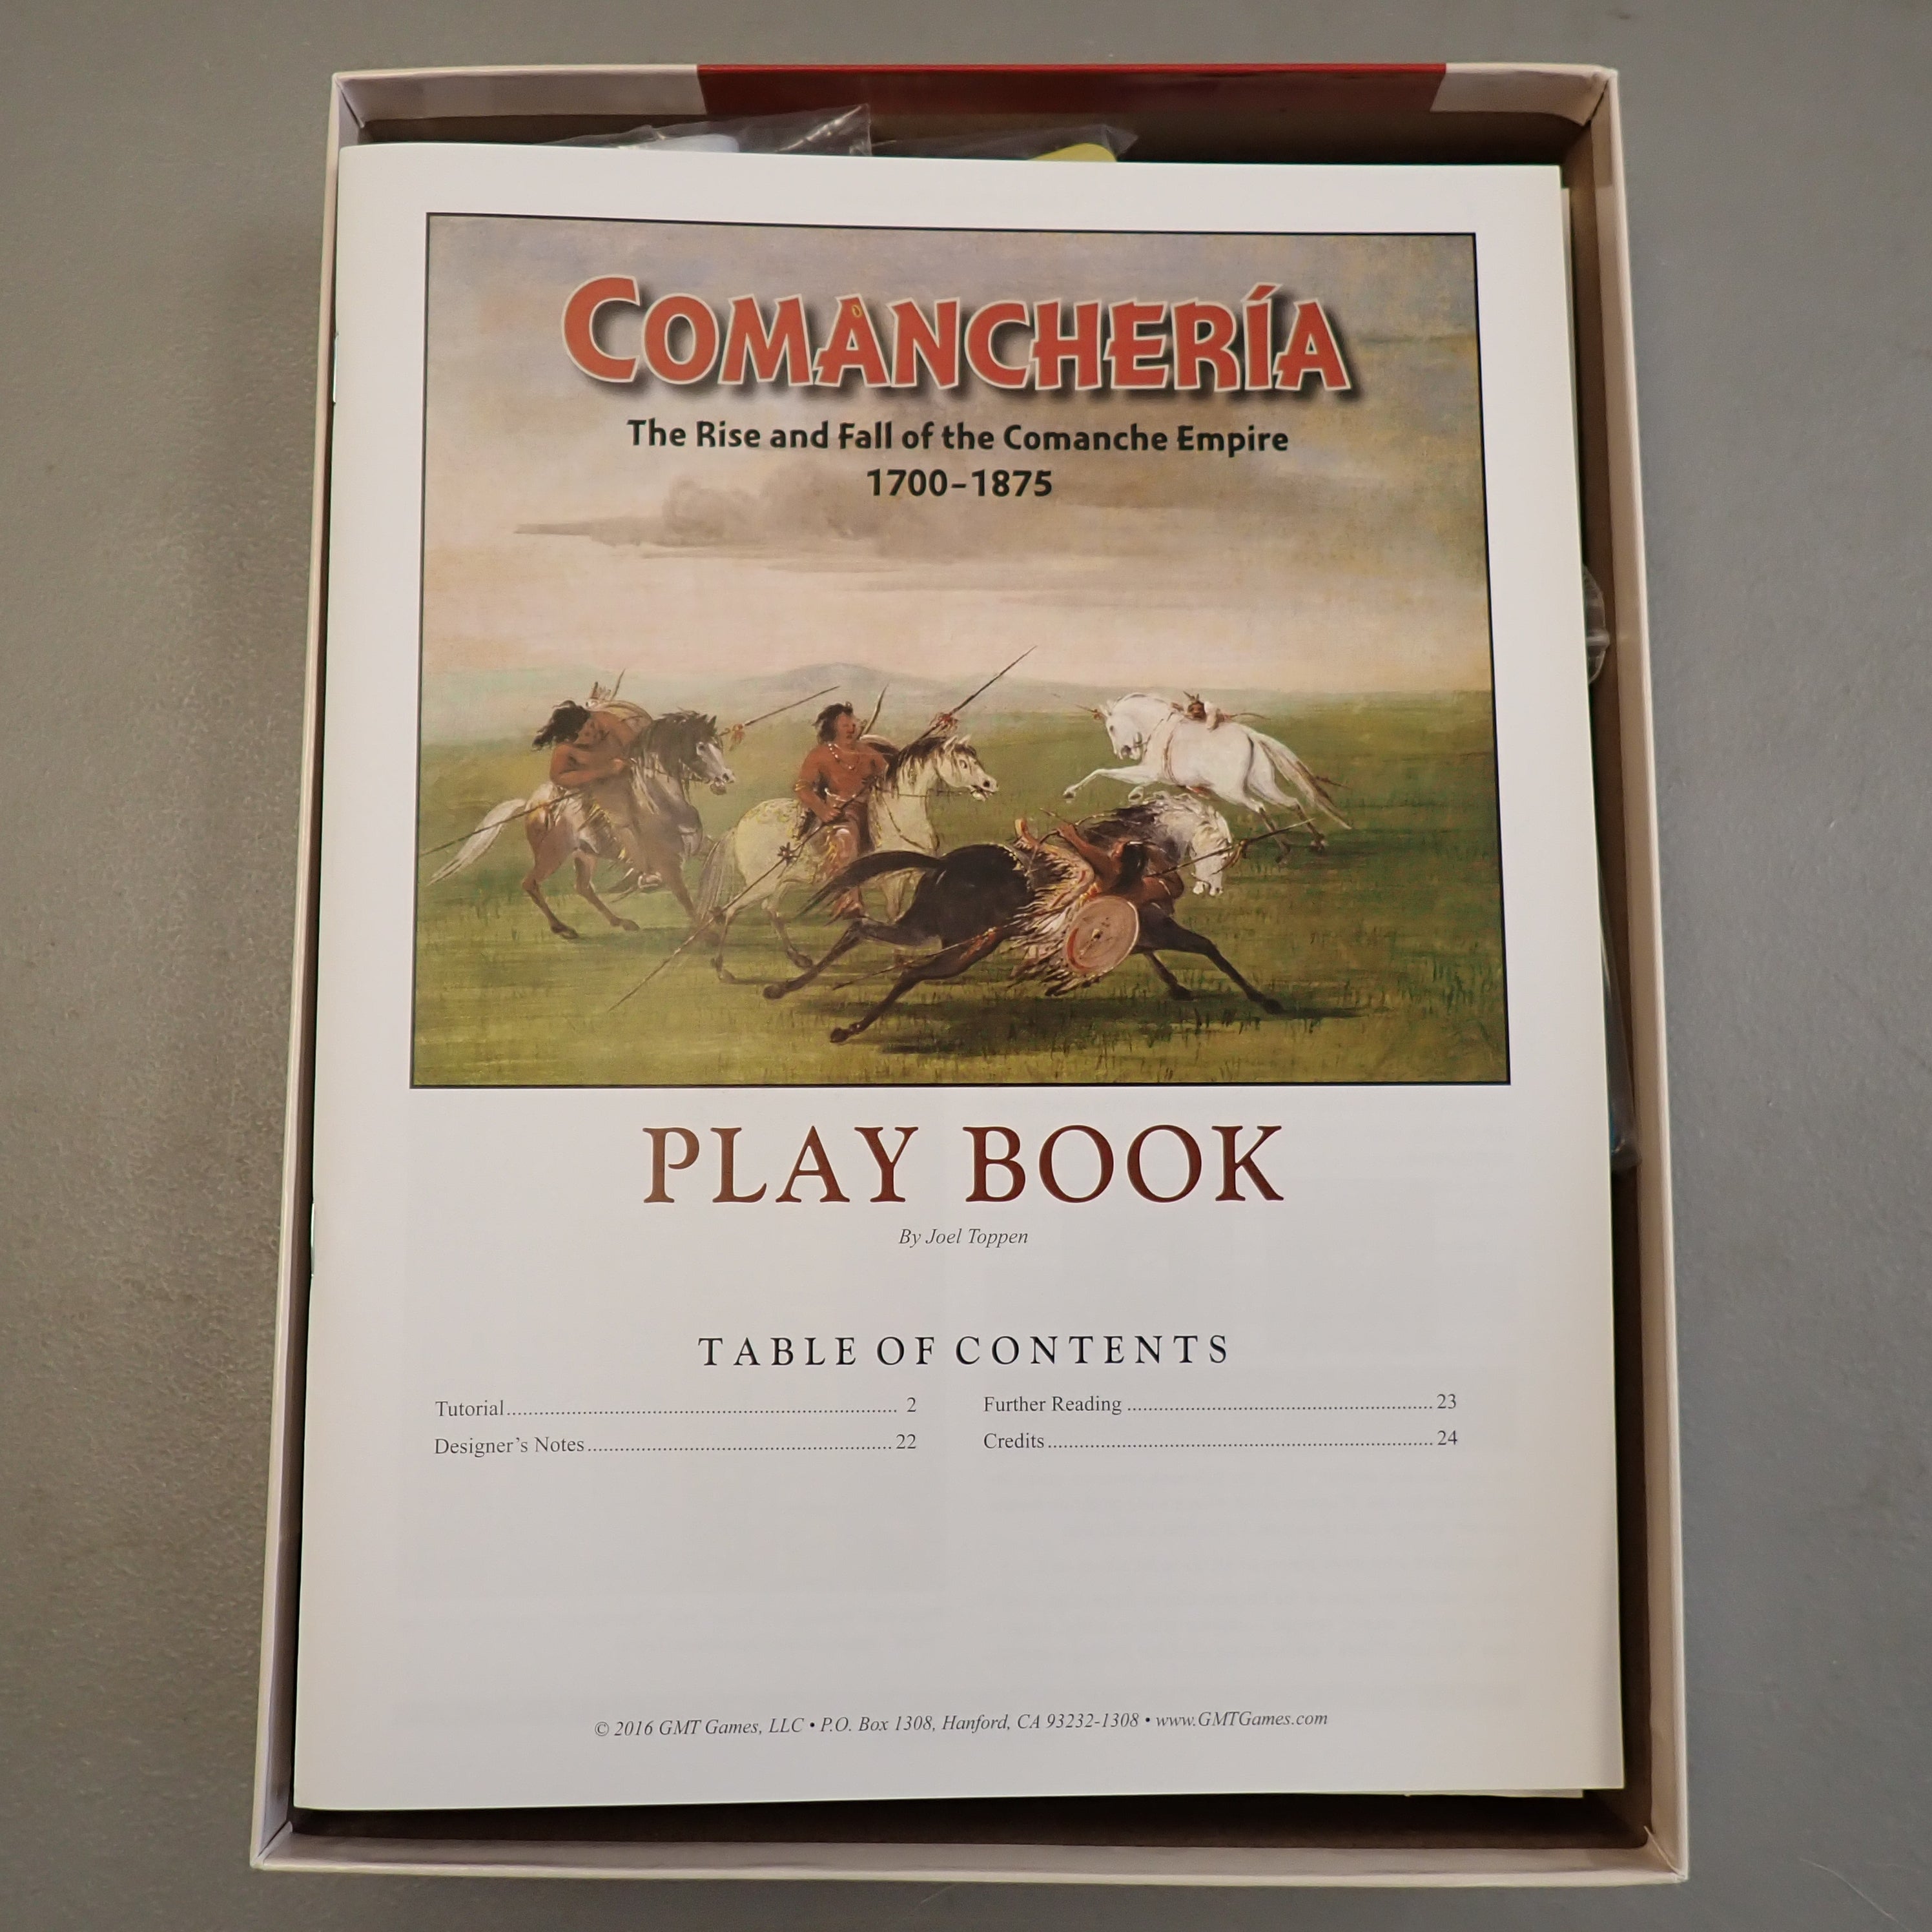 COMANCHERÍA
The Rise and Fall of the Comanche Empire
1700–1875
PLAY BOOK
By Joel Toppen
TABLE OF CONTENTS
Tutorial 2
Designer's Notes 22
Further Reading 23
Credits 24
© 2016 GMT Games, LLC • P.O. Box 1308, Hanford, CA 93232-1308 • www.GMTGames.com